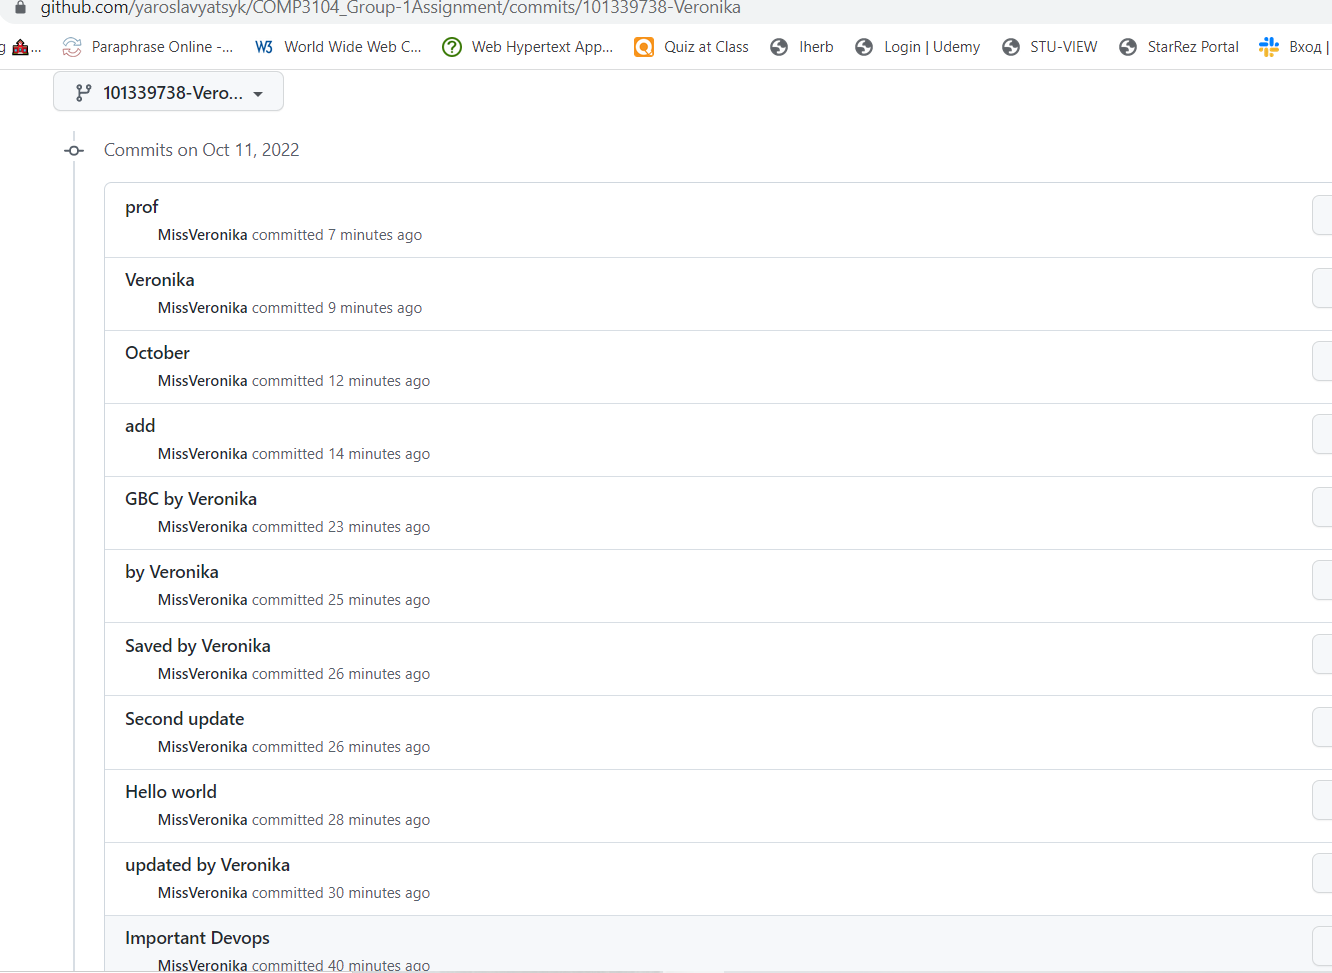 github.com/yaroslavyatsyk/COMP3104_Group-1Assignment/commits/101339738-Veronika
g ... Paraphrase Online -... World Wide Web C... Web Hypertext App... Quiz at Class Iherb Login | Udemy STU-VIEW StarRez Portal Вход |
101339738-Vero...
Commits on Oct 11, 2022
prof
MissVeronika committed 7 minutes ago
Veronika
MissVeronika committed 9 minutes ago
October
MissVeronika committed 12 minutes ago
add
MissVeronika committed 14 minutes ago
GBC by Veronika
MissVeronika committed 23 minutes ago
by Veronika
MissVeronika committed 25 minutes ago
Saved by Veronika
MissVeronika committed 26 minutes ago
Second update
MissVeronika committed 26 minutes ago
Hello world
MissVeronika committed 28 minutes ago
updated by Veronika
MissVeronika committed 30 minutes ago
Important Devops
MissVeronika committed 40 minutes ago